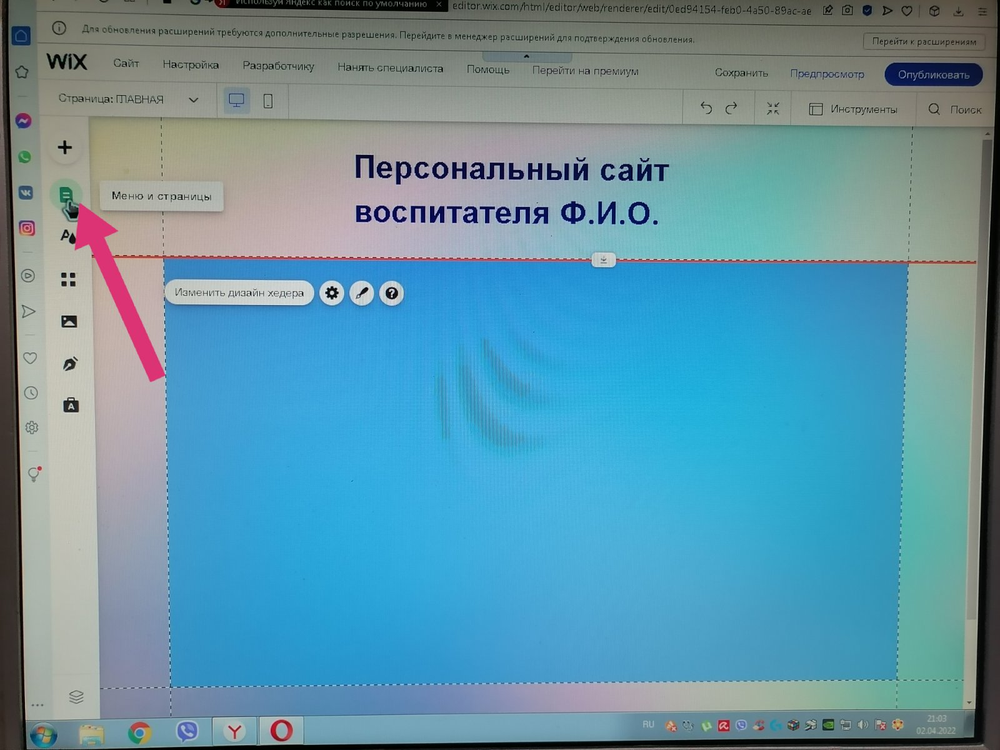 Используй Яндекс как поиск по умолчанию
editor.wix.com/html/editor/web/renderer/edit/0ed94154-feb0-4a50-89ac-ae
Для обновления расширений требуются дополнительные разрешения. Перейдите в менеджер расширений для подтверждения обновления.
Перейти к расширениям
WiX Сайт Настройка Разработчику Нанять специалиста Помощь Перейти на премиум Сохранить Предпросмотр Опубликовать
Страница: ГЛАВНАЯ Инструменты Поиск
Персональный сайт
воспитателя Ф.И.О.
Меню и страницы
Изменить дизайн хедера
RU
21:03
02.04.2022